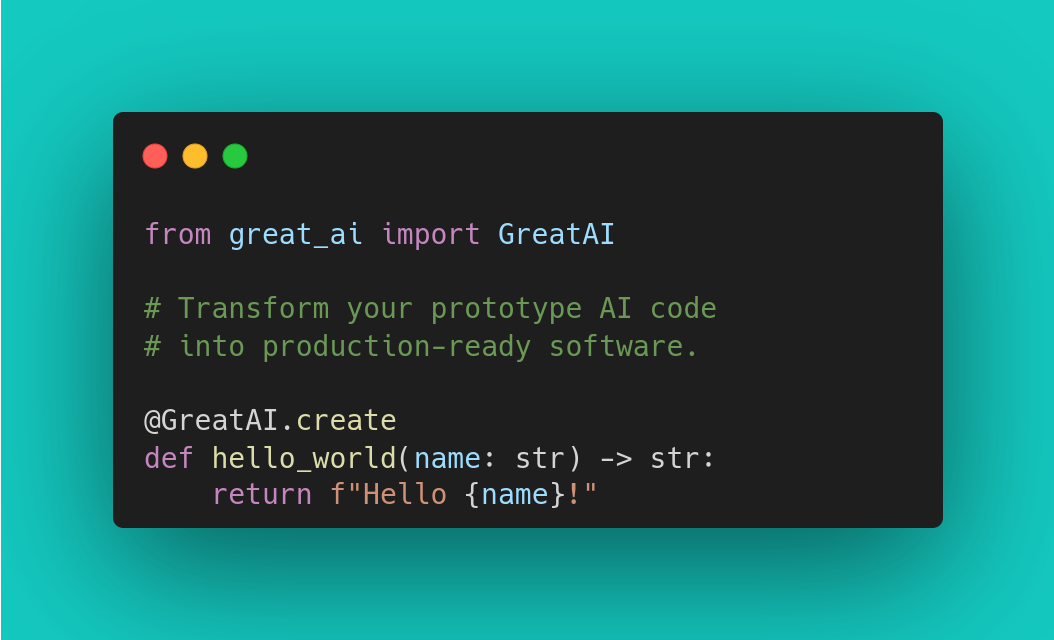 from great_ai import GreatAI
# Transform your prototype AI code
# into production-ready software.
@GreatAI.create
def hello_world(name: str) -> str:
    return f"Hello {name}!"